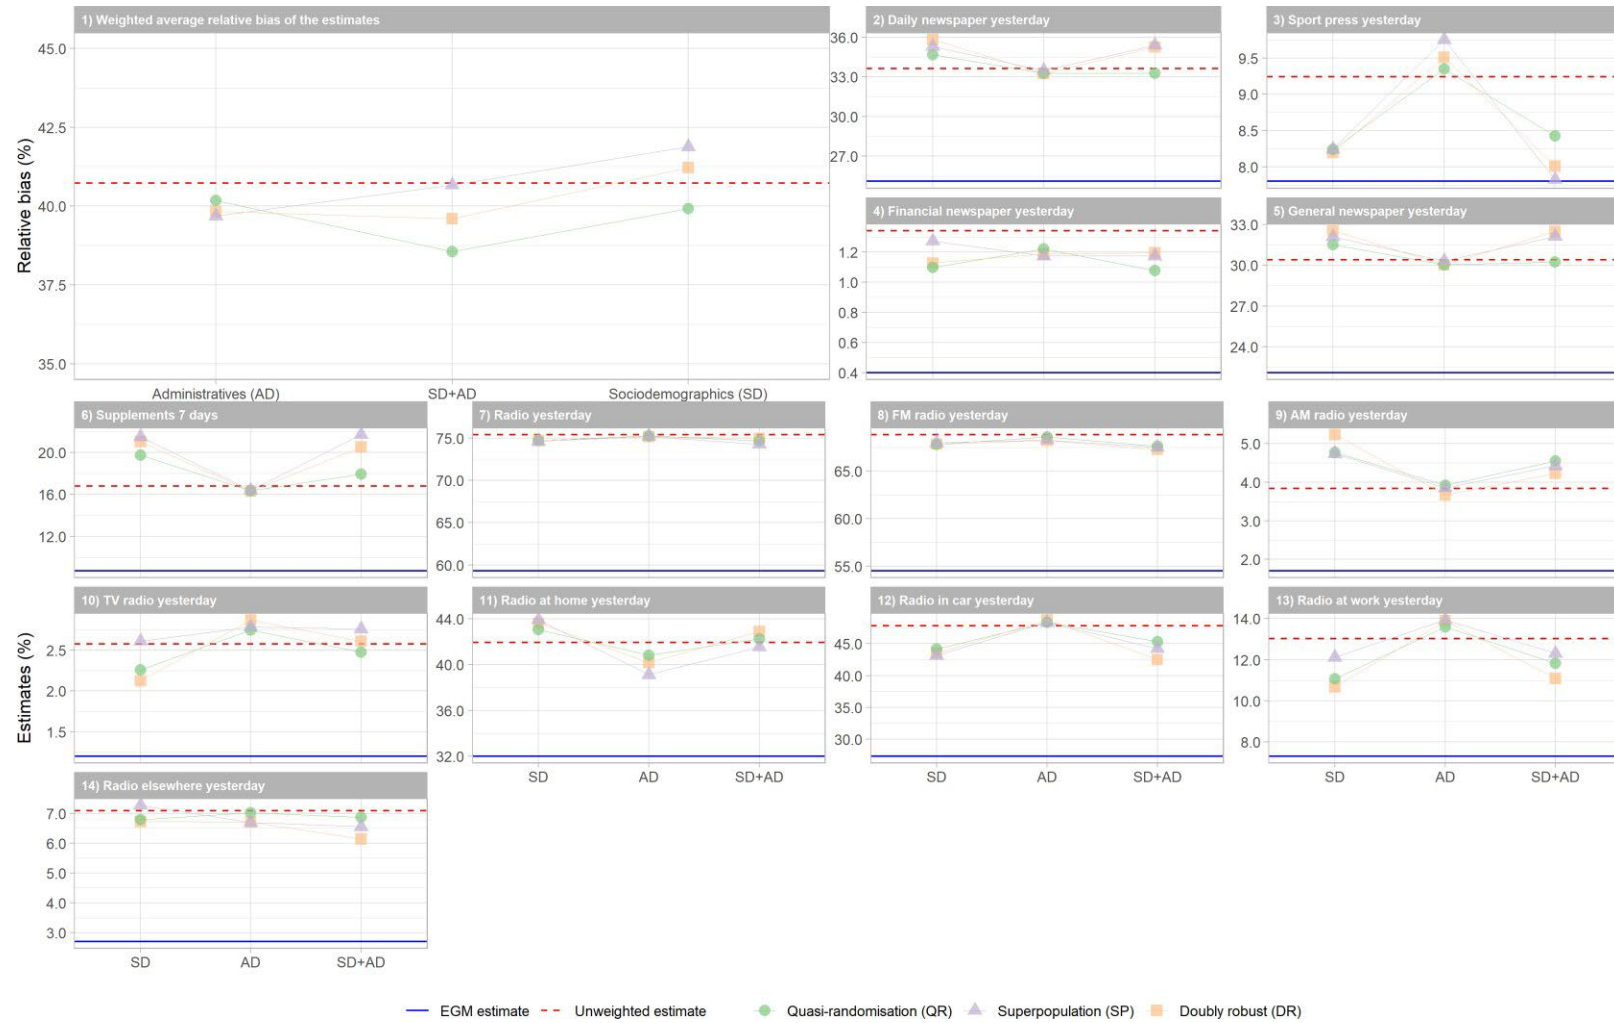 1) Weighted average relative bias of the estimates
45.0
42.5
40.0
37.5
35.0
Relative bias (%)
Administratives (AD) SD+AD Sociodemographics (SD)
2) Daily newspaper yesterday
36.0
33.0
30.0
27.0
3) Sport press yesterday
9.5
9.0
8.5
8.0
4) Financial newspaper yesterday
1.2
1.0
0.8
0.6
0.4
5) General newspaper yesterday
33.0
30.0
27.0
24.0
6) Supplements 7 days
20.0
16.0
12.0
7) Radio yesterday
75.0
70.0
65.0
60.0
8) FM radio yesterday
65.0
60.0
55.0
9) AM radio yesterday
5.0
4.0
3.0
2.0
Estimates (%)
10) TV radio yesterday
2.5
2.0
1.5
11) Radio at home yesterday
44.0
40.0
36.0
32.0
SD AD SD+AD
12) Radio in car yesterday
45.0
40.0
35.0
30.0
SD AD SD+AD
13) Radio at work yesterday
14.0
12.0
10.0
8.0
SD AD SD+AD
14) Radio elsewhere yesterday
7.0
6.0
5.0
4.0
3.0
SD AD SD+AD
EGM estimate Unweighted estimate Quasi-randomisation (QR) Superpopulation (SP) Doubly robust (DR)